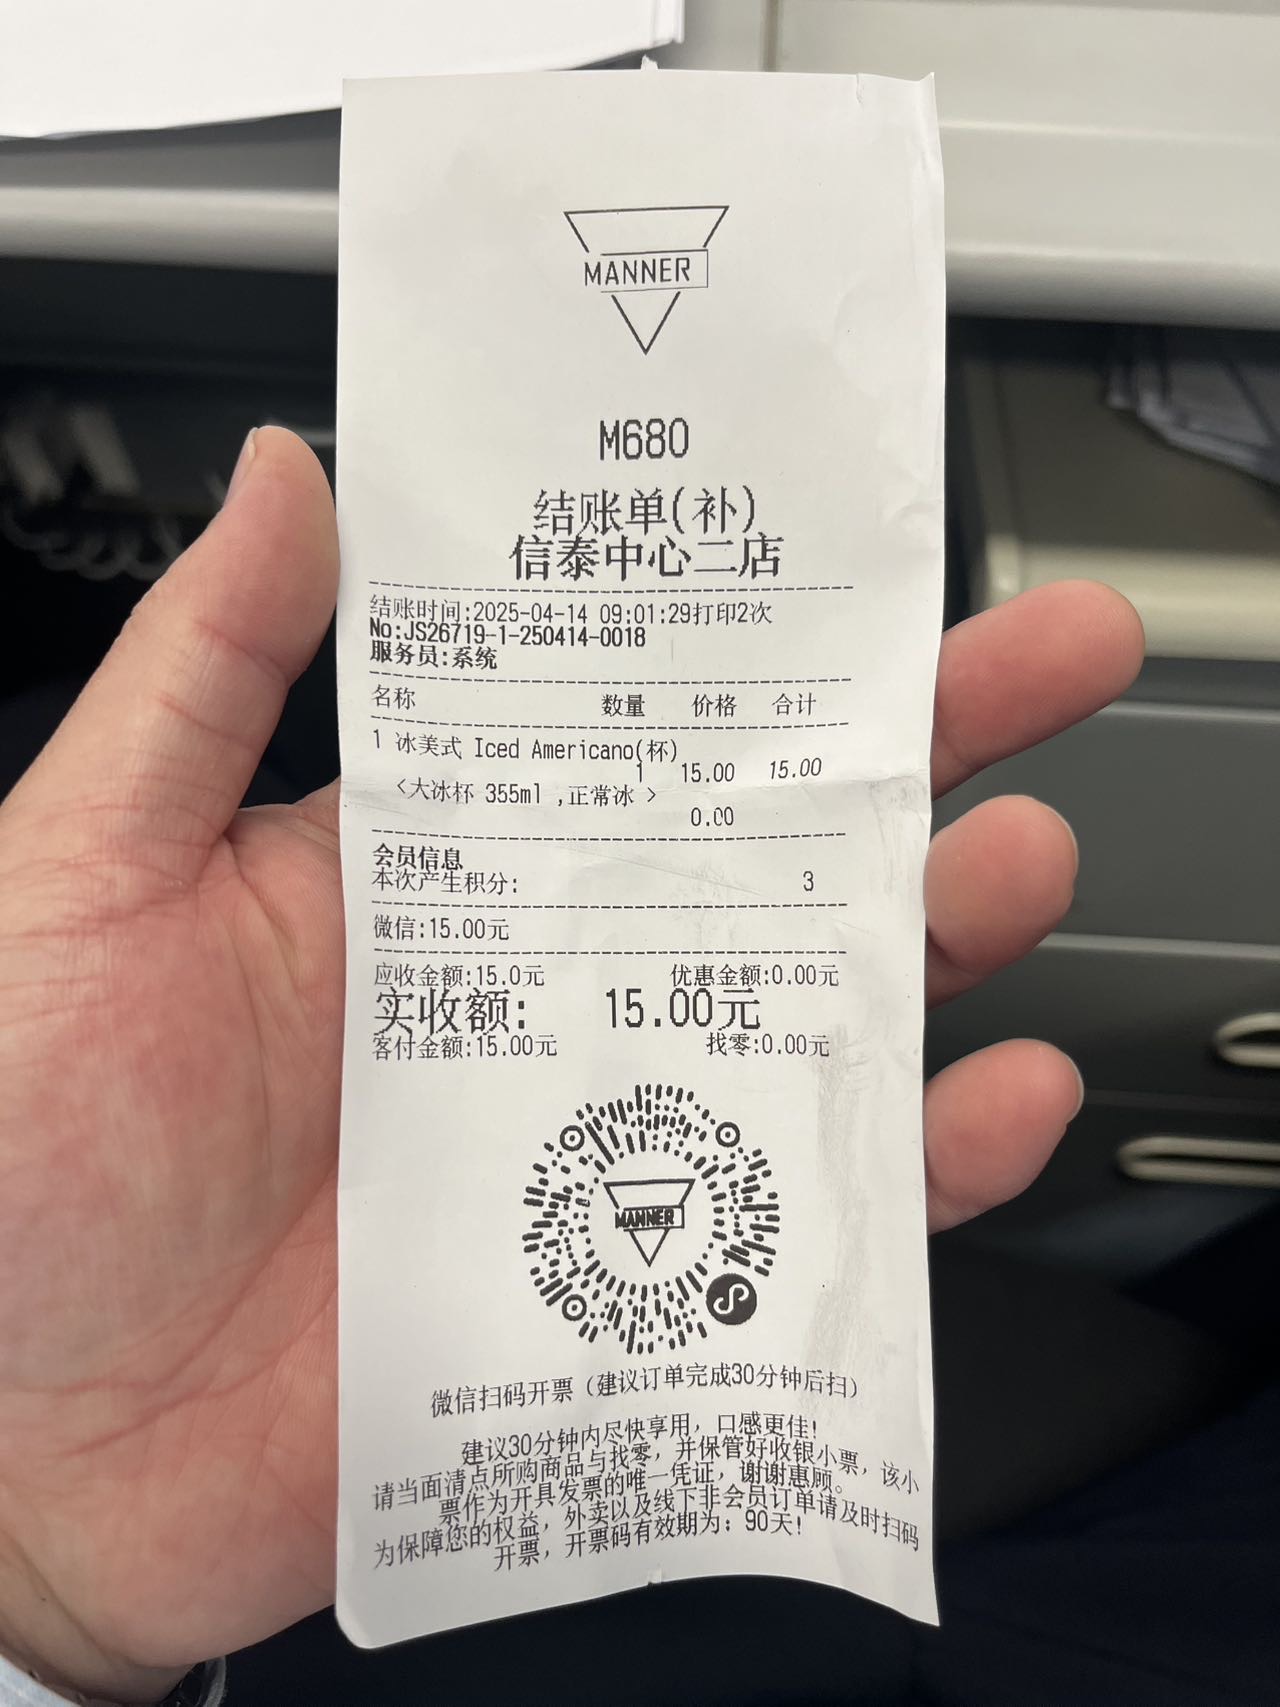 MANNER
M680
结账单(补)
信泰中心二店
结账时间:2025-04-14 09:01:29打印2次
No:JS26719-1-250414-0018
服务员:系统
名称 数量 价格 合计
1 冰美式 Iced Americano(杯)
1 15.00 15.00
<大冰杯 355ml ,正常冰 >
0.00
会员信息
本次产生积分: 3
微信:15.00元
应收金额:15.0元 优惠金额:0.00元
实收额: 15.00元
客付金额:15.00元 找零:0.00元
MANNER
微信扫码开票（建议订单完成30分钟后扫）
建议30分钟内尽快享用，口感更佳!
请当面清点所购商品与找零，并保管好收银小票，该小
票作为开具发票的唯一凭证，谢谢惠顾。
为保障您的权益，外卖以及线下非会员订单请及时扫码
开票，开票码有效期为：90天!